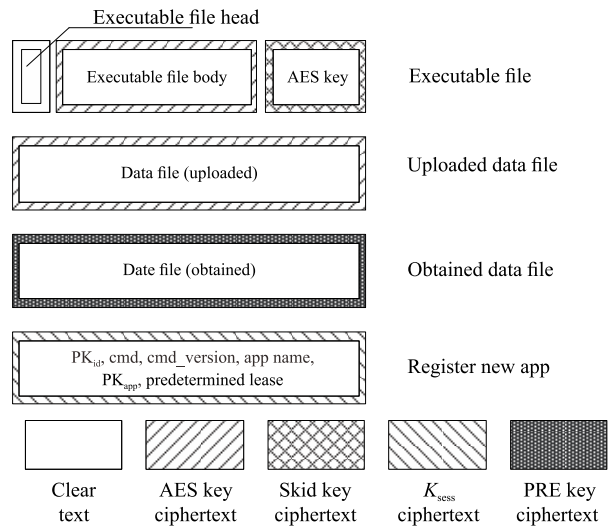 Executable file head
Executable file body
AES key
Executable file
Data file (uploaded)
Uploaded data file
Date file (obtained)
Obtained data file
PKid, cmd, cmd_version, app name,
PKapp, predetermined lease
Register new app
Clear
text
AES key
ciphertext
Skid key
ciphertext
Ksess
ciphertext
PRE key
ciphertext